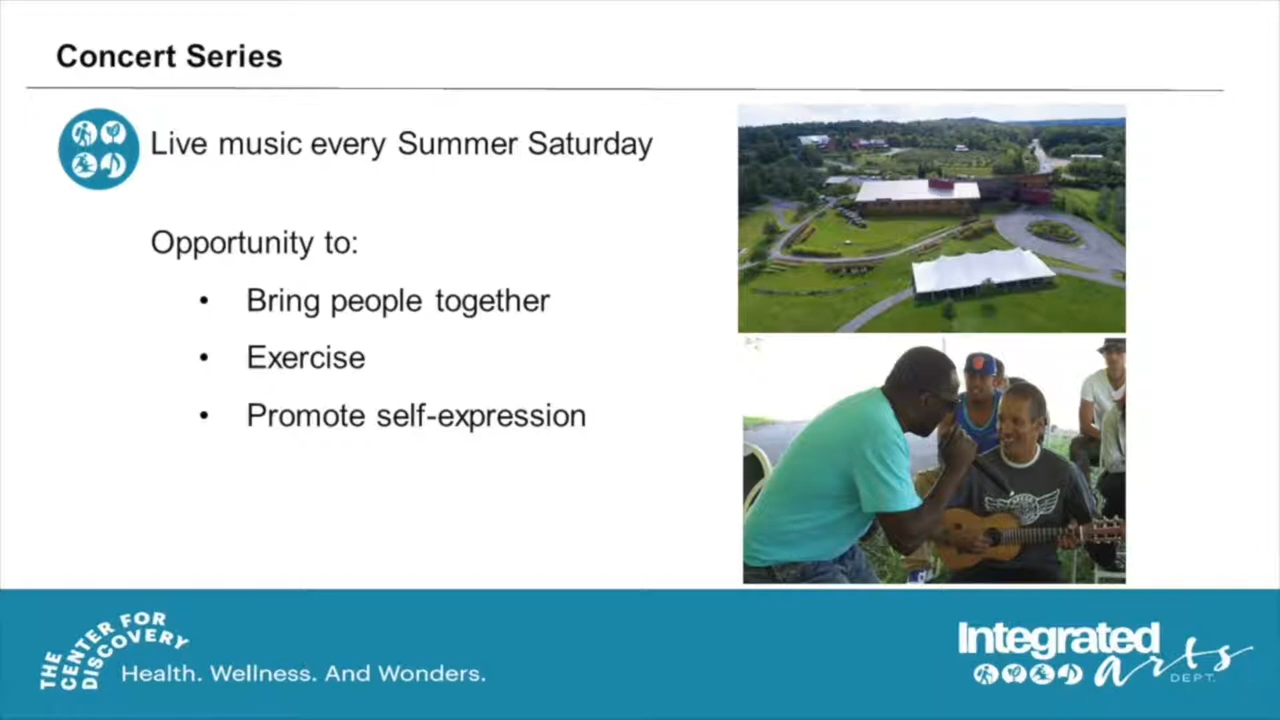 Concert Series
Live music every Summer Saturday
Opportunity to:
• Bring people together
• Exercise
• Promote self-expression
THE
CENTER FOR
DISCOVERY
Health. Wellness. And Wonders.
Integrated
arts
DEPT.